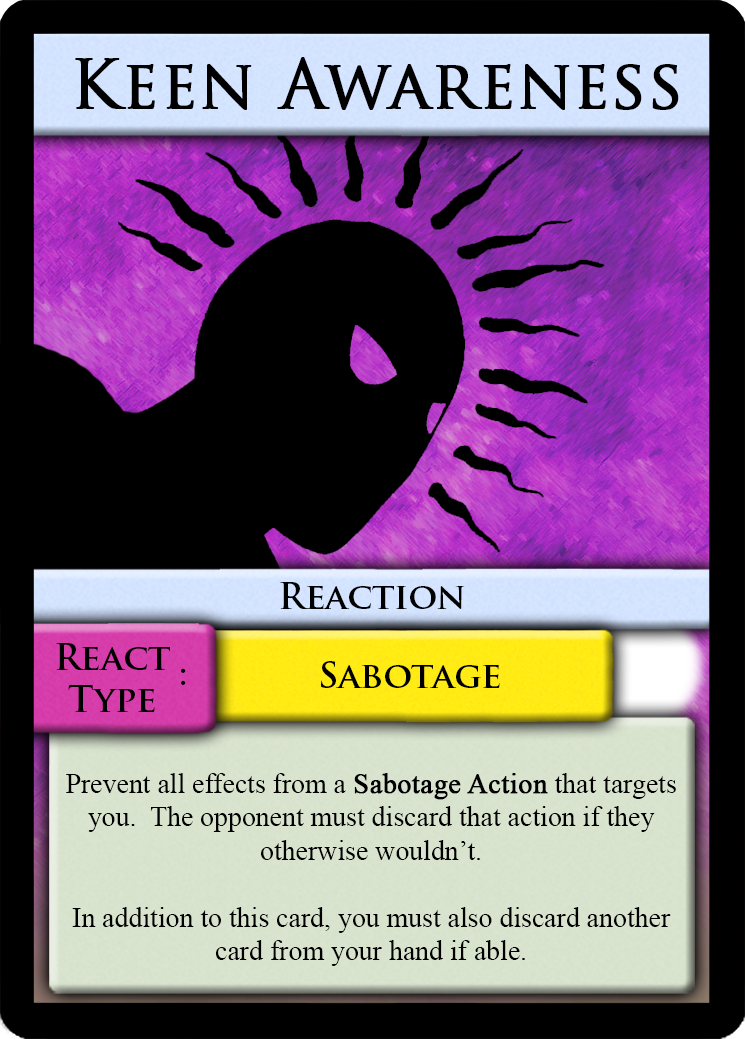 Keen Awareness
Reaction
React
Type :
Sabotage
Prevent all effects from a Sabotage Action that targets
you.  The opponent must discard that action if they
otherwise wouldn’t.
In addition to this card, you must also discard another
card from your hand if able.